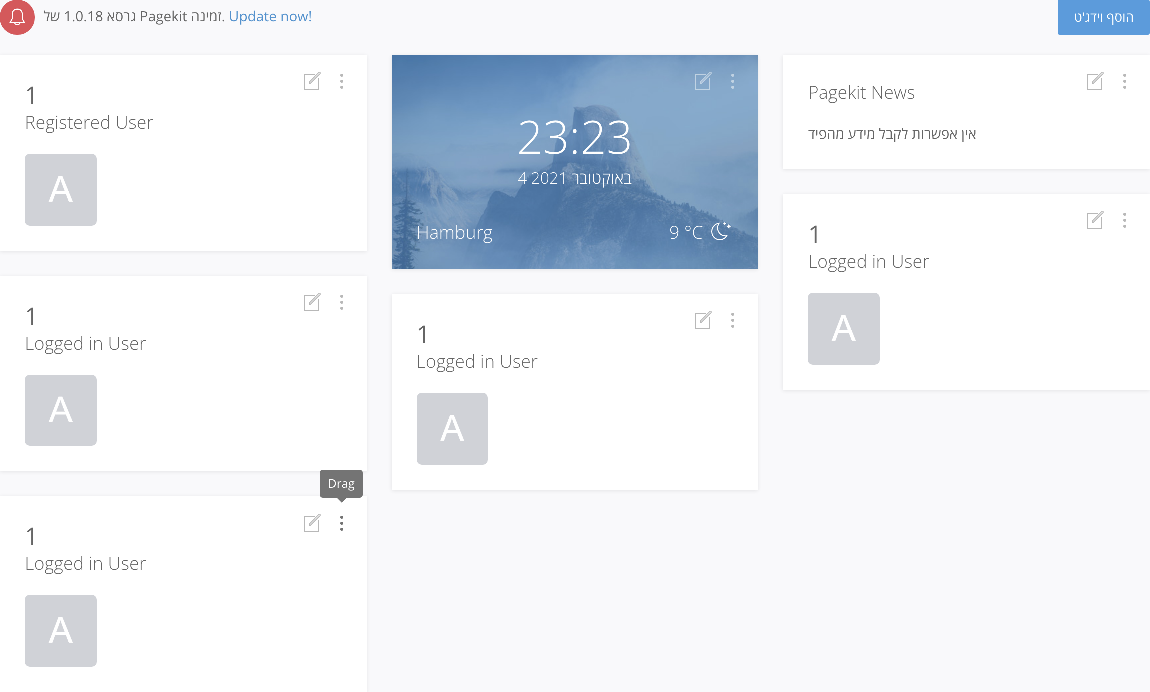 גרסא 1.0.18 של Pagekit זמינה. Update now!
הוסף וידג'ט
1
Registered User
A
1
Logged in User
A
Drag
1
Logged in User
A
23:23
4 באוקטובר 2021
Hamburg
9 °C
1
Logged in User
A
Pagekit News
אין אפשרות לקבל מידע מהפיד
1
Logged in User
A